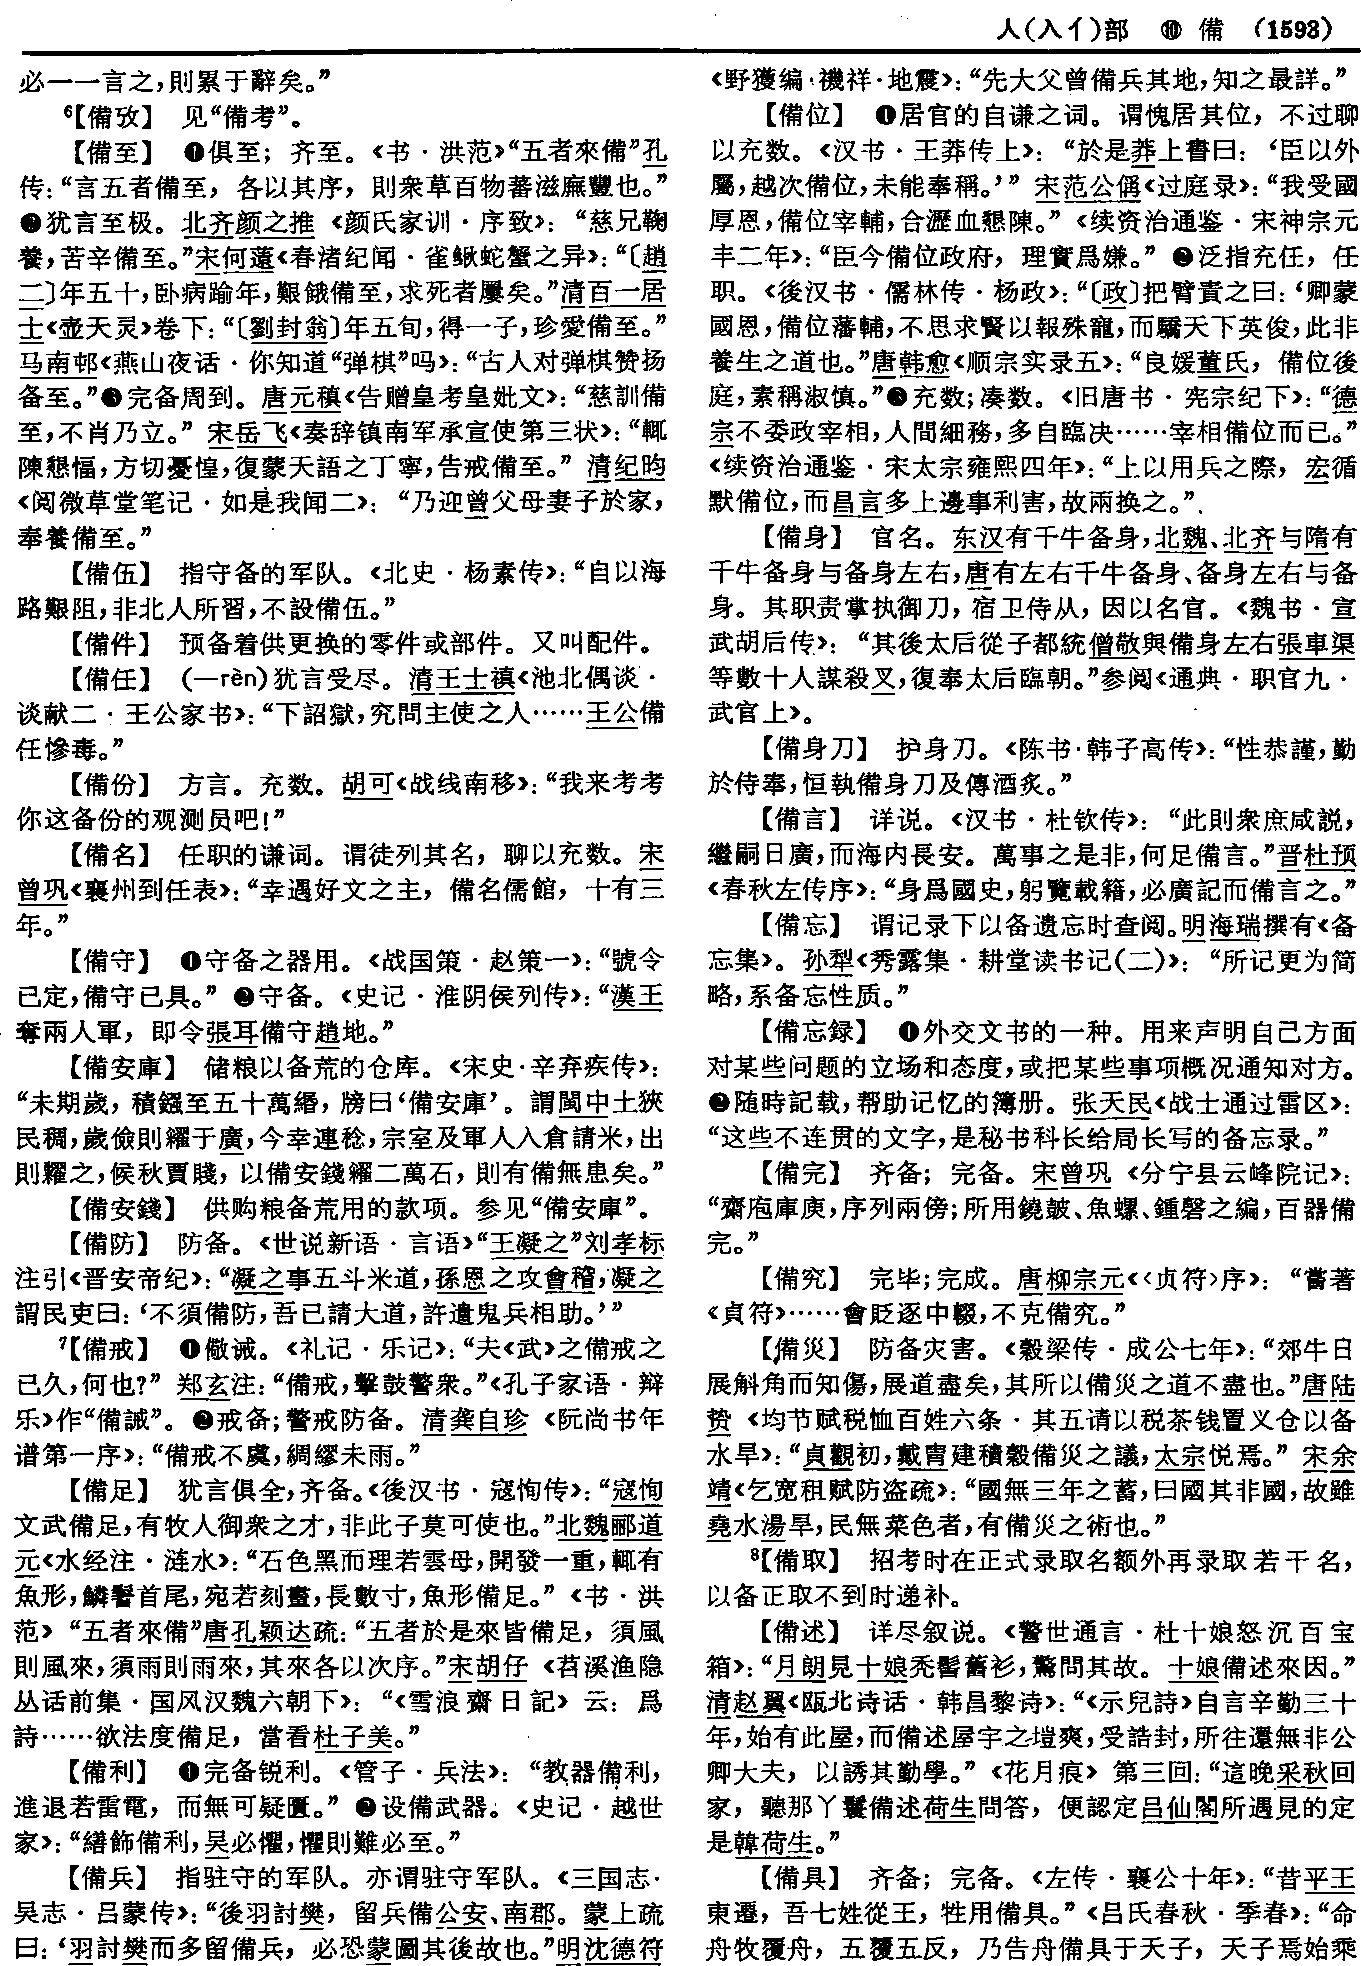 人(入亻)部　⑩　備　(1593)
必一一言之，則累于辭矣。”
⁶【備攷】　见“備考”。
【備至】　❶俱至；齐至。《书·洪范》“五者來備”孔
传：“言五者備至，各以其序，則衆草百物蕃滋廡豐也。”
❷犹言至极。北齐颜之推《颜氏家训·序致》：“慈兄鞠
養，苦辛備至。”宋何薳《春渚纪闻·雀鳅蛇蟹之异》：“〔趙
二〕年五十，卧病踰年，艱餓備至，求死者屢矣。”清百一居
士《壶天灵》卷下：“〔劉封翁〕年五旬，得一子，珍愛備至。”
马南邨《燕山夜话·你知道“弹棋”吗》：“古人对弹棋赞扬
备至。”❸完备周到。唐元稹《告赠皇考皇妣文》：“慈訓備
至，不肖乃立。”宋岳飞《奏辞镇南军承宣使第三状》：“輒
陳懇愊，方切憂惶，復蒙天語之丁寧，告戒備至。”清纪昀
《阅微草堂笔记·如是我闻二》：“乃迎曾父母妻子於家，
奉養備至。”
【備伍】　指守备的军队。《北史·杨素传》：“自以海
路艱阻，非北人所習，不設備伍。”
【備件】　预备着供更换的零件或部件。又叫配件。
【備任】　(—rèn)犹言受尽。清王士禛《池北偶谈·
谈献二·王公家书》：“下詔獄，究問主使之人……王公備
任慘毒。”
【備份】　方言。充数。胡可《战线南移》：“我来考考
你这备份的观测员吧！”
【備名】　任职的谦词。谓徒列其名，聊以充数。宋
曾巩《襄州到任表》：“幸遇好文之主，備名儒館，十有三
年。”
【備守】　❶守备之器用。《战国策·赵策一》：“號令
已定，備守已具。”❷守备。《史记·淮阴侯列传》：“漢王
奪兩人軍，即令張耳備守趙地。”
【備安庫】　储粮以备荒的仓库。《宋史·辛弃疾传》：
“未期歲，積鏹至五十萬緡，牓曰‘備安庫’。謂閩中土狹
民稠，歲儉則糴于廣，今幸連稔，宗室及軍人入倉請米，出
則糶之，候秋賈賤，以備安錢糴二萬石，則有備無患矣。”
【備安錢】　供购粮备荒用的款项。参见“備安庫”。
【備防】　防备。《世说新语·言语》“王凝之”刘孝标
注引《晋安帝纪》：“凝之事五斗米道，孫恩之攻會稽，凝之
謂民吏曰：‘不須備防，吾已請大道，許遣鬼兵相助。’”
⁷【備戒】　❶儆诫。《礼记·乐记》：“夫《武》之備戒之
已久，何也？”郑玄注：“備戒，擊鼓警衆。”《孔子家语·辩
乐》作“備誡”。❷戒备；警戒防备。清龚自珍《阮尚书年
谱第一序》：“備戒不虞，綢繆未雨。”
【備足】　犹言俱全，齐备。《後汉书·寇恂传》：“寇恂
文武備足，有牧人御衆之才，非此子莫可使也。”北魏郦道
元《水经注·涟水》：“石色黑而理若雲母，開發一重，輒有
魚形，鱗鬐首尾，宛若刻畫，長數寸，魚形備足。”《书·洪
范》“五者來備”唐孔颖达疏：“五者於是來皆備足，須風
則風來，須雨則雨來，其來各以次序。”宋胡仔《苕溪渔隐
丛话前集·国风汉魏六朝下》：“《雪浪齋日記》云：爲
詩……欲法度備足，當看杜子美。”
【備利】　❶完备锐利。《管子·兵法》：“教器備利，
進退若雷電，而無可疑匱。”❷设備武器。《史记·越世
家》：“繕飾備利，吴必懼，懼則難必至。”
【備兵】　指驻守的军队。亦谓驻守军队。《三国志·
吴志·吕蒙传》：“後羽討樊，留兵備公安、南郡。蒙上疏
曰：‘羽討樊而多留備兵，必恐蒙圖其後故也。”明沈德符
《野獲编·禨祥·地震》：“先大父曾備兵其地，知之最詳。”
【備位】　❶居官的自谦之词。谓愧居其位，不过聊
以充数。《汉书·王莽传上》：“於是莽上書曰：‘臣以外
屬，越次備位，未能奉稱。’”宋范公偁《过庭录》：“我受國
厚恩，備位宰輔，合瀝血懇陳。”《续资治通鉴·宋神宗元
丰二年》：“臣今備位政府，理實爲嫌。”❷泛指充任，任
职。《後汉书·儒林传·杨政》：“〔政〕把臂責之曰：‘卿蒙
國恩，備位藩輔，不思求賢以報殊寵，而驕天下英俊，此非
養生之道也。”唐韩愈《顺宗实录五》：“良媛董氏，備位後
庭，素稱淑慎。”❸充数；凑数。《旧唐书·宪宗纪下》：“德
宗不委政宰相，人間細務，多自臨决……宰相備位而已。”
《续资治通鉴·宋太宗雍熙四年》：“上以用兵之際，宏循
默備位，而昌言多上邊事利害，故兩换之。”
【備身】　官名。东汉有千牛备身，北魏、北齐与隋有
千牛备身与备身左右，唐有左右千牛备身、备身左右与备
身。其职责掌执御刀，宿卫侍从，因以名官。《魏书·宣
武胡后传》：“其後太后從子都統僧敬與備身左右張車渠
等數十人謀殺叉，復奉太后臨朝。”参阅《通典·职官九·
武官上》。
【備身刀】　护身刀。《陈书·韩子高传》：“性恭謹，勤
於侍奉，恒執備身刀及傳酒炙。”
【備言】　详说。《汉书·杜钦传》：“此則衆庶咸説，
繼嗣日廣，而海内長安。萬事之是非，何足備言。”晋杜预
《春秋左传序》：“身爲國史，躬覽載籍，必廣記而備言之。”
【備忘】　谓记录下以备遗忘时查阅。明海瑞撰有《备
忘集》。孙犁《秀露集·耕堂读书记(二)》：“所记更为简
略，系备忘性质。”
【備忘録】　❶外交文书的一种。用来声明自己方面
对某些问题的立场和态度，或把某些事项概况通知对方。
❷随時記载，帮助记忆的簿册。张天民《战士通过雷区》：
“这些不连贯的文字，是秘书科长给局长写的备忘录。”
【備完】　齐备；完备。宋曾巩《分宁县云峰院记》：
“齋庖庫庾，序列兩傍；所用鐃鼓、魚螺、鍾磬之編，百器備
完。”
【備究】　完毕；完成。唐柳宗元《〈贞符〉序》：“嘗著
《貞符》……會貶逐中輟，不克備究。”
【備災】　防备灾害。《穀梁传·成公七年》：“郊牛日
展斛角而知傷，展道盡矣，其所以備災之道不盡也。”唐陆
贽《均节赋税恤百姓六条·其五请以税茶钱置义仓以备
水旱》：“貞觀初，戴胄建積穀備災之議，太宗悦焉。”宋余
靖《乞宽租赋防盗疏》：“國無三年之蓄，曰國其非國，故雖
堯水湯旱，民無菜色者，有備災之術也。”
⁸【備取】　招考时在正式录取名额外再录取若干名，
以备正取不到时递补。
【備述】　详尽叙说。《警世通言·杜十娘怒沉百宝
箱》：“月朗見十娘秃髻舊衫，驚問其故。十娘備述來因。”
清赵翼《瓯北诗话·韩昌黎诗》：“《示兒詩》自言辛勤三十
年，始有此屋，而備述屋宇之塏爽，受誥封，所往還無非公
卿大夫，以誘其勤學。”《花月痕》第三回：“這晚采秋回
家，聽那丫鬟備述荷生問答，便認定吕仙閣所遇見的定
是韓荷生。”
【備具】　齐备；完备。《左传·襄公十年》：“昔平王
東遷，吾七姓從王，牲用備具。”《吕氏春秋·季春》：“命
舟牧覆舟，五覆五反，乃告舟備具于天子，天子焉始乘